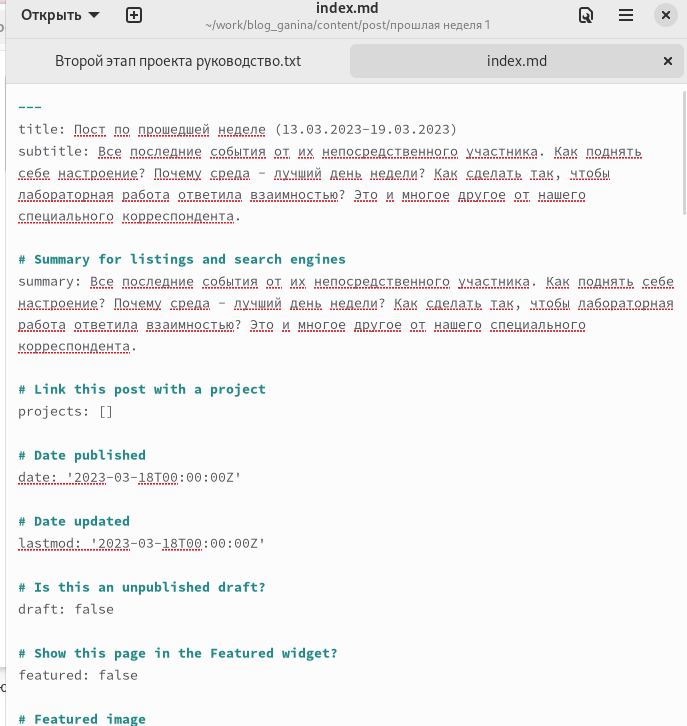 Открыть
index.md
~/work/blog_ganina/content/post/прошлая неделя 1
Второй этап проекта руководство.txt
index.md
---
title: Пост по прошедшей неделе (13.03.2023-19.03.2023)
subtitle: Все последние события от их непосредственного участника. Как поднять
себе настроение? Почему среда - лучший день недели? Как сделать так, чтобы
лабораторная работа ответила взаимностью? Это и многое другое от нашего
специального корреспондента.
# Summary for listings and search engines
summary: Все последние события от их непосредственного участника. Как поднять себе
настроение? Почему среда - лучший день недели? Как сделать так, чтобы лабораторная
работа ответила взаимностью? Это и многое другое от нашего специального
корреспондента.
# Link this post with a project
projects: []
# Date published
date: '2023-03-18T00:00:00Z'
# Date updated
lastmod: '2023-03-18T00:00:00Z'
# Is this an unpublished draft?
draft: false
# Show this page in the Featured widget?
featured: false
# Featured image